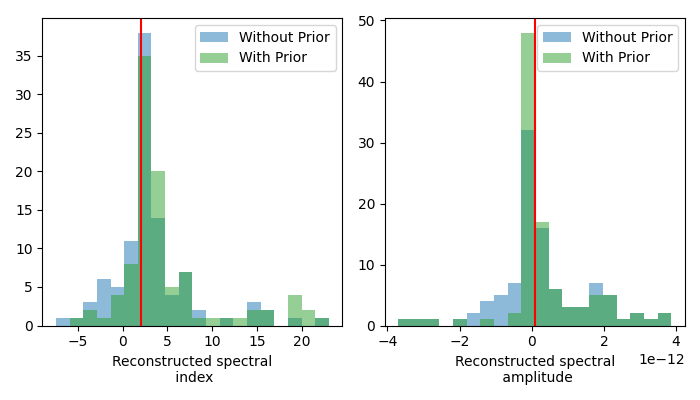 Without Prior
With Prior
35
30
25
20
15
10
5
0
−5 0 5 10 15 20
Reconstructed spectral
index
Without Prior
With Prior
50
40
30
20
10
0
−4 −2 0 2 4
1e−12
Reconstructed spectral
amplitude